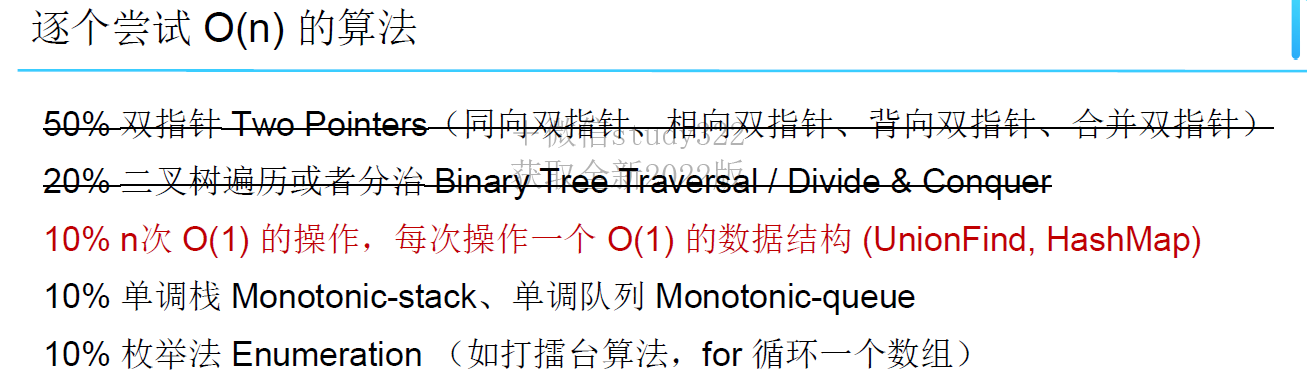 逐个尝试 O(n) 的算法
50% 双指针 Two Pointers（同向双指针、相向双指针、背向双指针、合并双指针）
+微信study322
20% 二叉树遍历或者分治 Binary Tree Traversal / Divide & Conquer
获取全新2022版
10% n次 O(1) 的操作，每次操作一个 O(1) 的数据结构 (UnionFind, HashMap)
10% 单调栈 Monotonic-stack、单调队列 Monotonic-queue
10% 枚举法 Enumeration （如打擂台算法，for 循环一个数组）